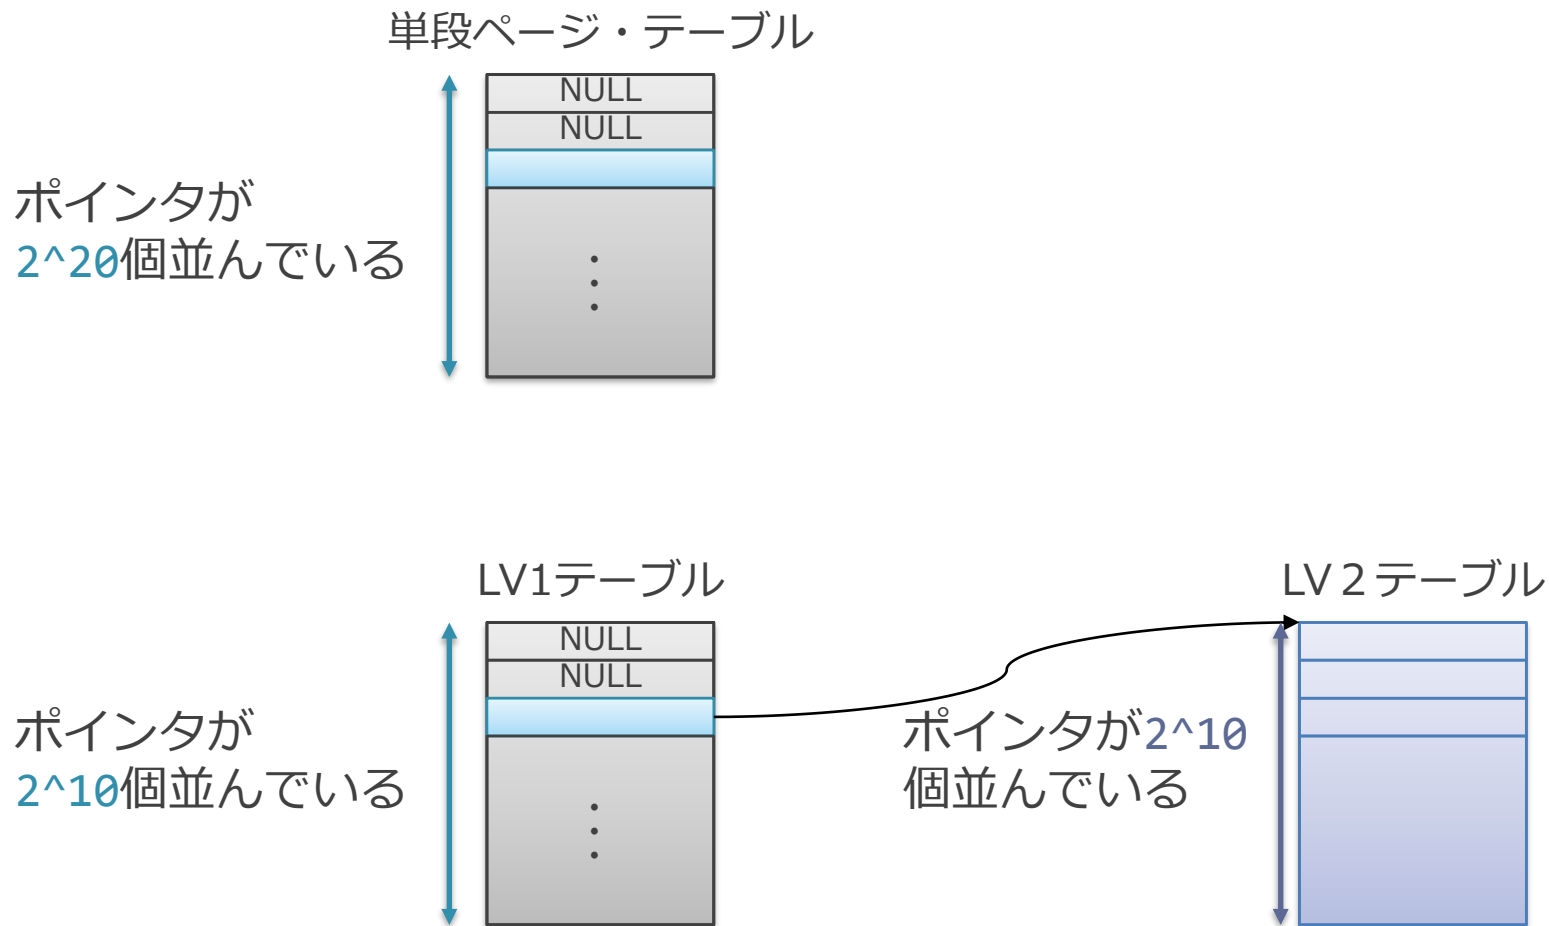 単段ページ・テーブル
NULL
NULL
ポインタが
2^20個並んでいる
LV1テーブル
LV２テーブル
NULL
NULL
ポインタが
2^10個並んでいる
ポインタが2^10
個並んでいる